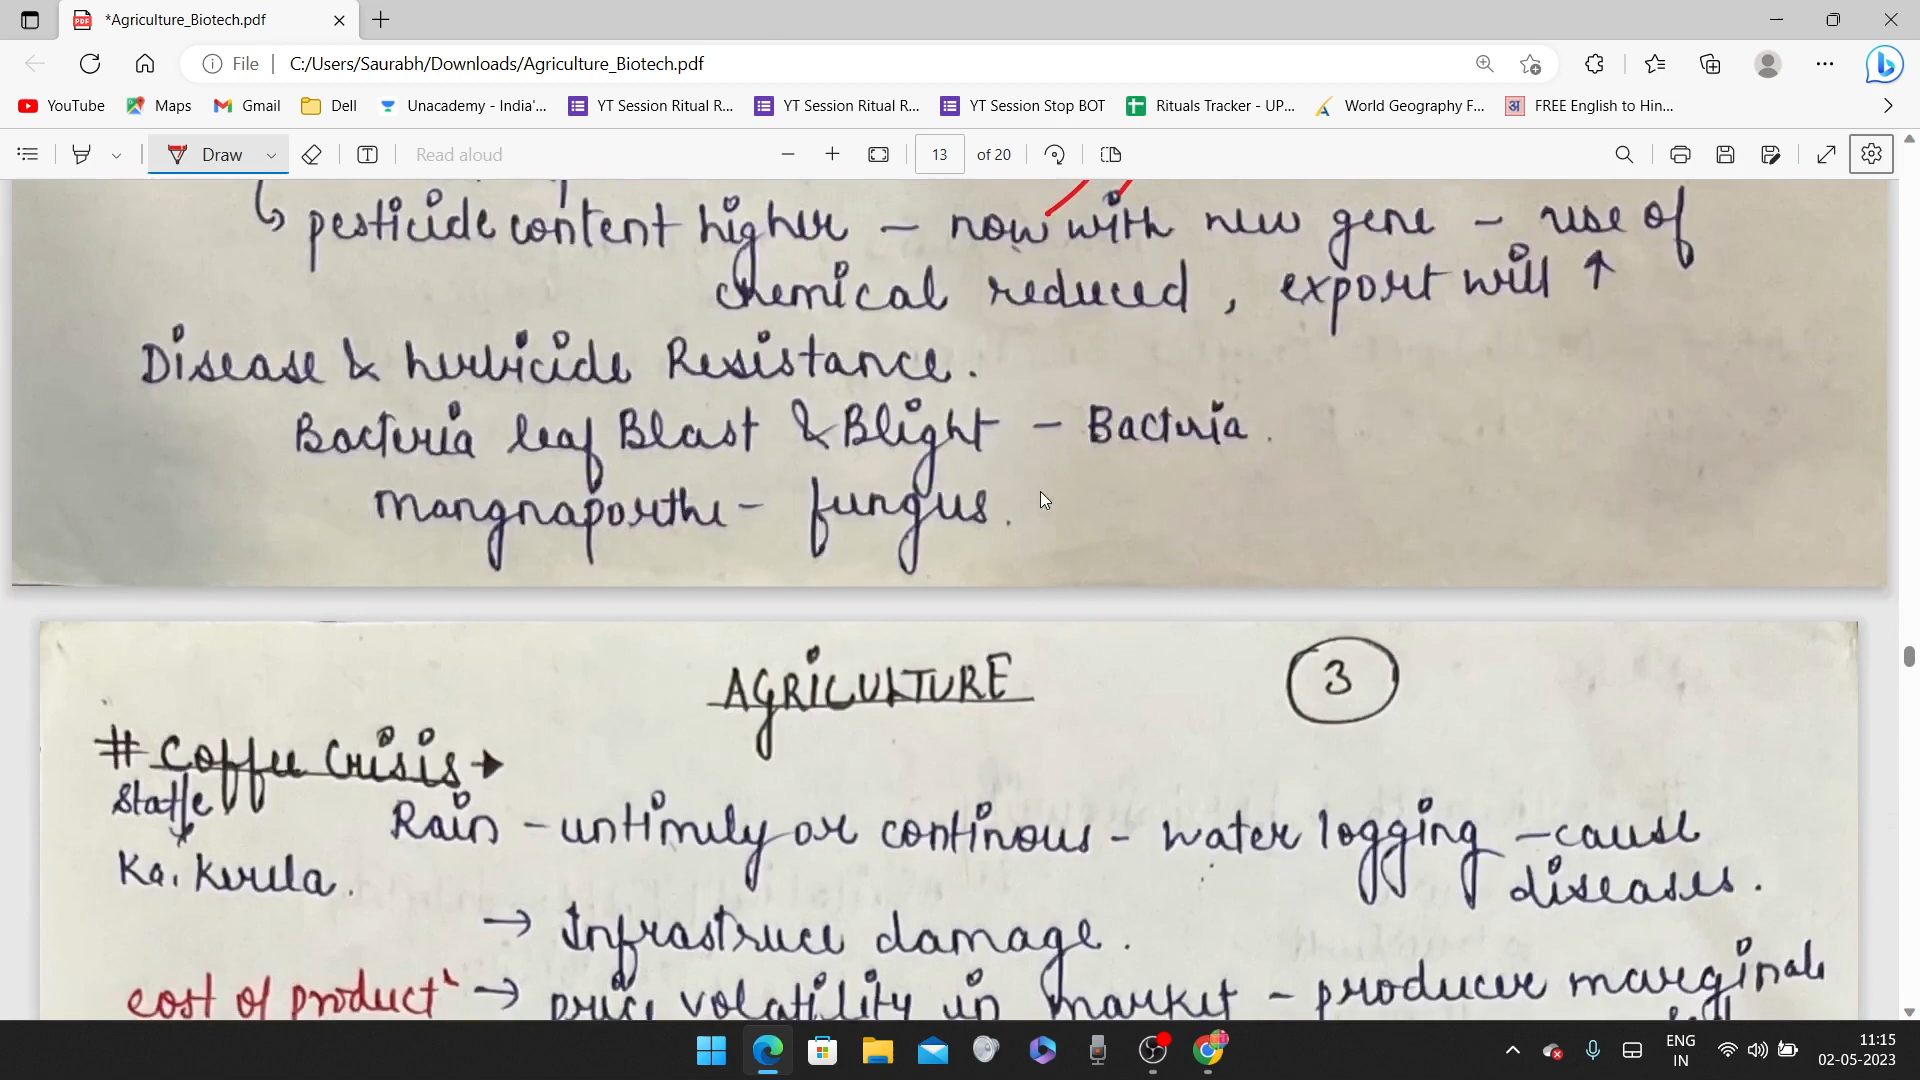 *Agriculture_Biotech.pdf
File C:/Users/Saurabh/Downloads/Agriculture_Biotech.pdf
YouTube Maps Gmail Dell Unacademy - India'... YT Session Ritual R... YT Session Ritual R... YT Session Stop BOT Rituals Tracker - UP... World Geography F... FREE English to Hin...
Draw Read aloud 13 of 20
↳ pesticide content higher – now with new gene – use of
chemical reduced, export will ↑
Disease & herbicide Resistance.
Bacteria leaf Blast & Blight – Bacteria.
Mangnaporthe – fungus.
AGRICULTURE 3
# Coffee Crisis →
State
Rain – untimely or continous – water logging – cause
Ka, Kerela.
diseases.
→ Infrastruce damage.
cost of product → price volatility in market – producer marginal
ENG 11:15
IN 02-05-2023